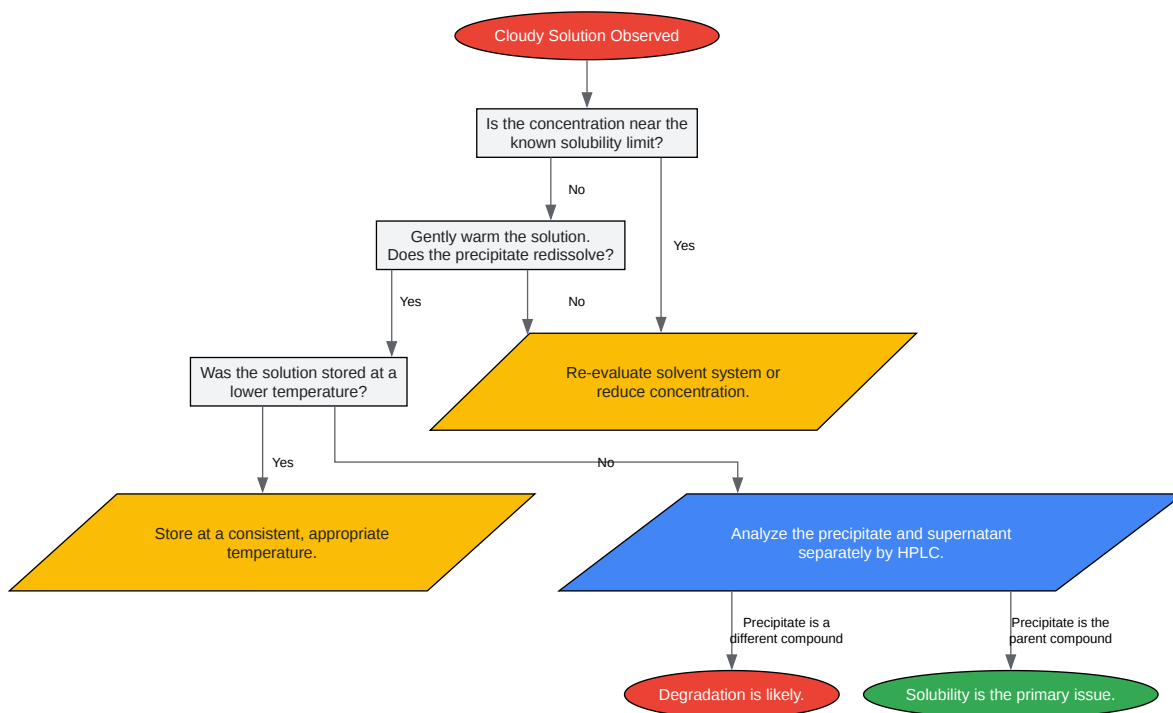 Cloudy Solution Observed
Is the concentration near the
known solubility limit?
No
Yes
Gently warm the solution.
Does the precipitate redissolve?
Yes
No
Was the solution stored at a
lower temperature?
Re-evaluate solvent system or
reduce concentration.
Yes
No
Store at a consistent, appropriate
temperature.
Analyze the precipitate and supernatant
separately by HPLC.
Precipitate is a
different compound
Precipitate is the
parent compound
Degradation is likely.
Solubility is the primary issue.